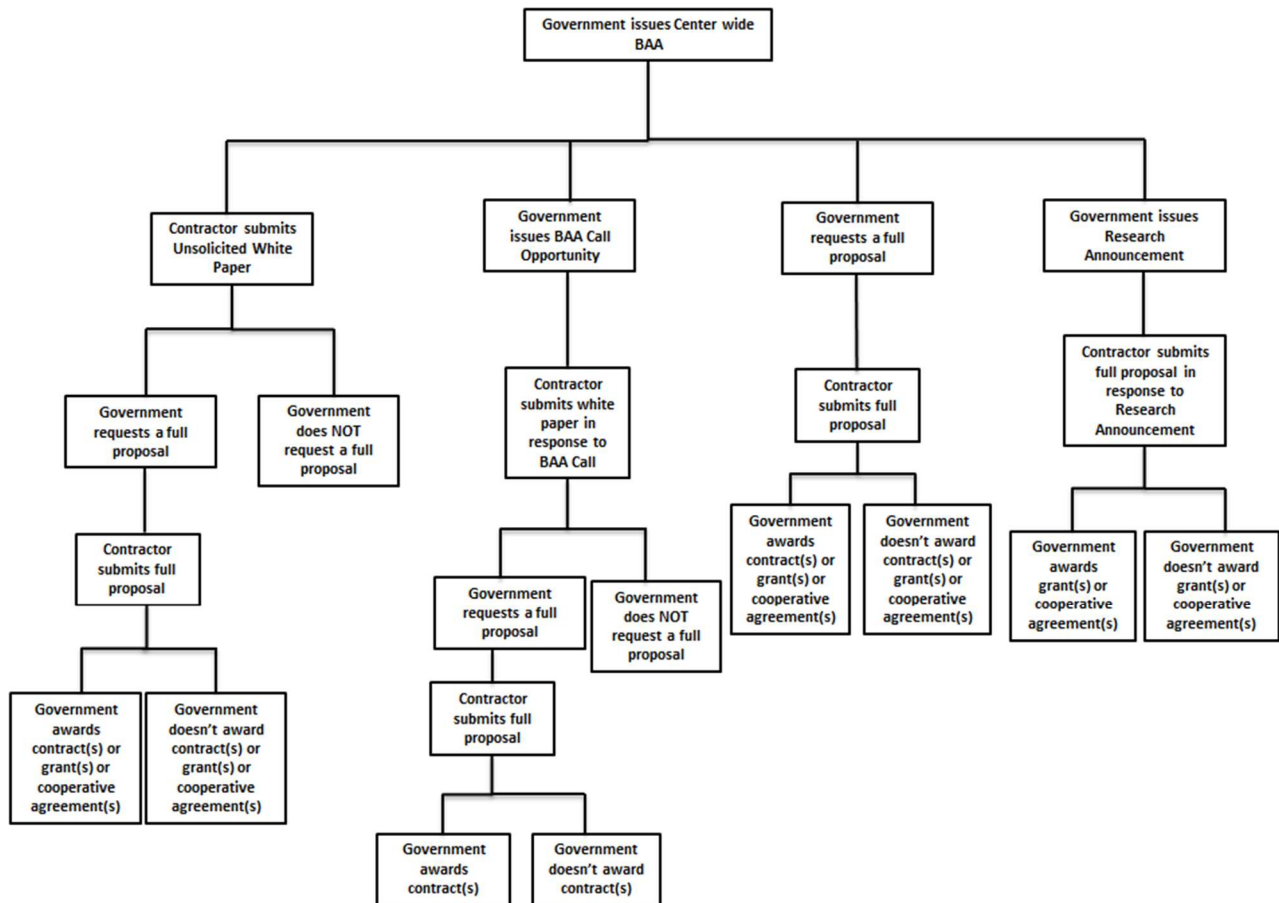 Government issues Center wide
BAA
Contractor submits
Unsolicited White
Paper
Government
issues BAA Call
Opportunity
Government
requests a full
proposal
Government issues
Research
Announcement
Government
requests a full
proposal
Government
does NOT
request a full
proposal
Contractor
submits white
paper in
response to
BAA Call
Contractor
submits full
proposal
Contractor submits
full proposal in
response to
Research
Announcement
Contractor
submits full
proposal
Government
requests a full
proposal
Government
does NOT
request a full
proposal
Government
awards
contract(s) or
grant(s) or
cooperative
agreement(s)
Government
doesn't award
contract(s) or
grant(s) or
cooperative
agreement(s)
Government
awards
grant(s) or
cooperative
agreement(s)
Government
doesn't award
grant(s) or
cooperative
agreement(s)
Government
awards
contract(s) or
grant(s) or
cooperative
agreement(s)
Government
doesn't award
contract(s) or
grant(s) or
cooperative
agreement(s)
Contractor
submits full
proposal
Government
awards
contract(s)
Government
doesn't award
contract(s)